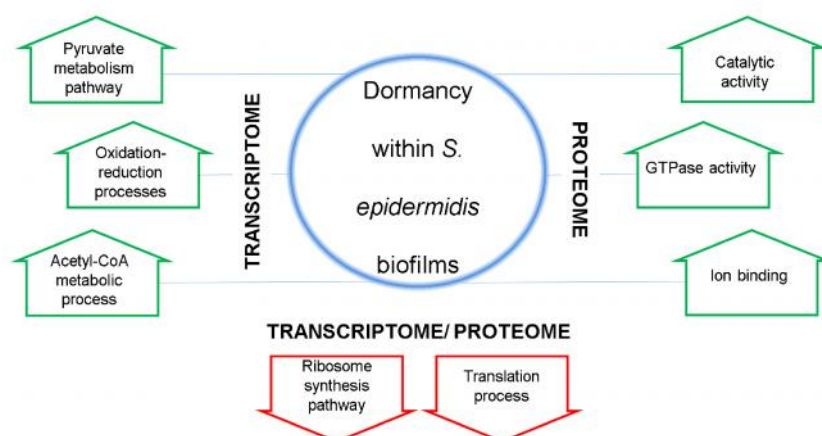 Pyruvate
metabolism
pathway
Oxidation-
reduction
processes
Acetyl-CoA
metabolic
process
TRANSCRIPTOME
Dormancy
within S.
epidermidis
biofilms
PROTEOME
Catalytic
activity
GTPase activity
Ion binding
TRANSCRIPTOME/ PROTEOME
Ribosome
synthesis
pathway
Translation
process